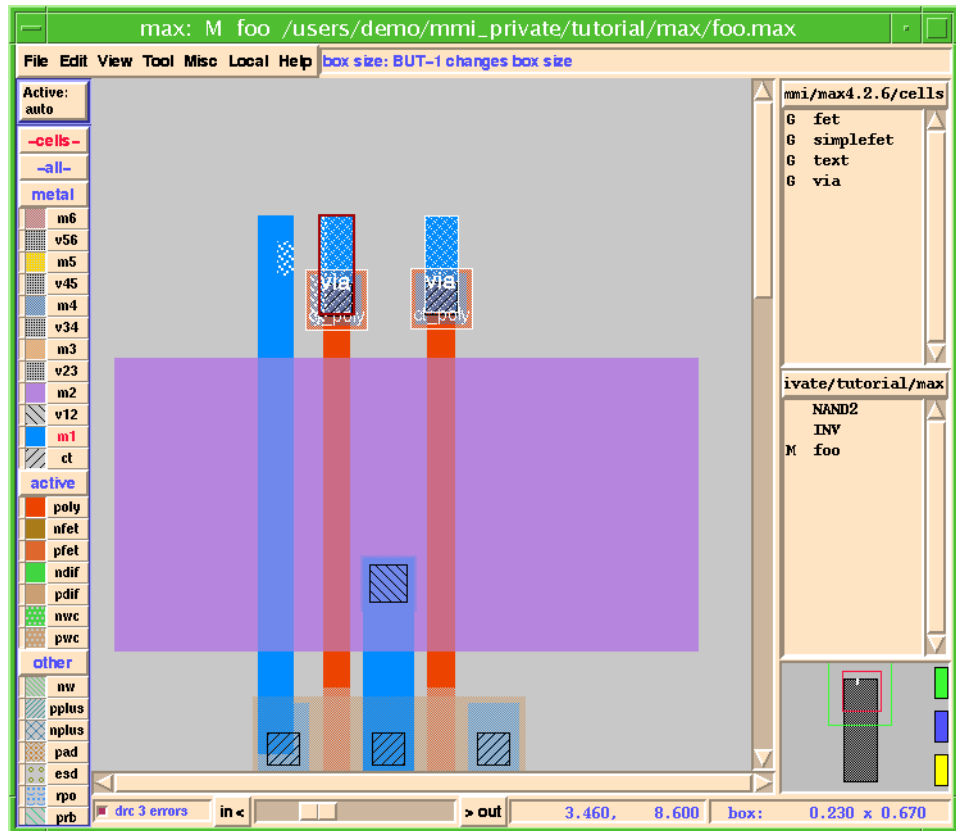 max: M foo /users/demo/mmi_private/tutorial/max/foo.max
File Edit View Tool Misc Local Help box size: BUT-1 changes box size
Active:
auto
-cells-
-all-
metal
m6
v56
m5
v45
m4
v34
m3
v23
m2
v12
m1
ct
active
poly
nfet
pfet
ndif
pdif
nwc
pwc
other
nw
pplus
nplus
pad
esd
rpo
prb
via
ct_poly
via
ct_poly
mmi/max4.2.6/cells
G fet
G simplefet
G text
G via
ivate/tutorial/max
NAND2
INV
M foo
drc 3 errors in < > out 3.460, 8.600 box: 0.230 x 0.670